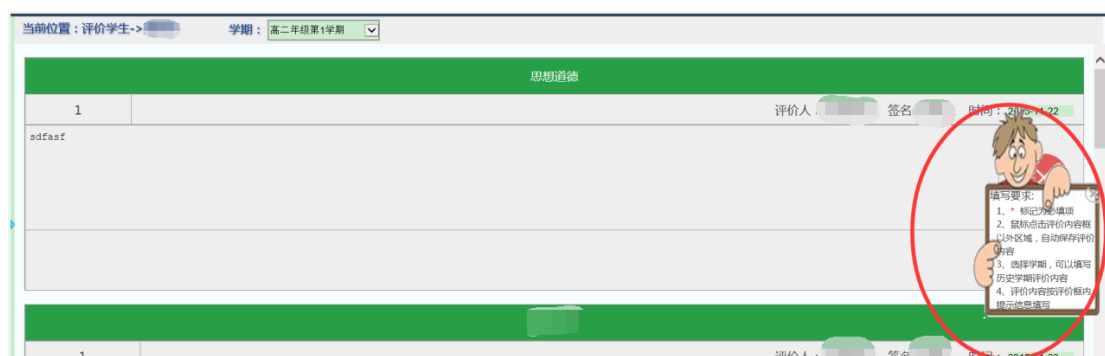 当前位置：评价学生-> 学期： 高二年级第1学期
思想道德
1 评价人： 签名 时间：
sdfasf
填写要求:
1、* 标记为必填项
2、鼠标点击评价内容框
以外区域，自动保存评价
内容
3、选择学期，可以填写
历史学期评价内容
4、评价内容按评价框内
提示信息填写
1 评价人： 签名 时间：